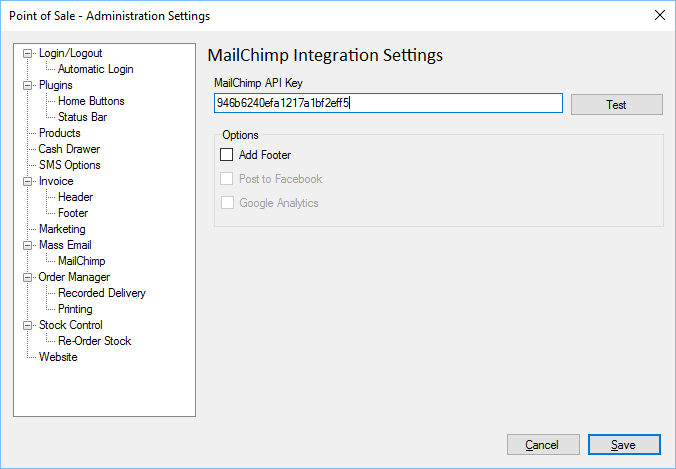 Point of Sale - Administration Settings
Login/Logout
Automatic Login
Plugins
Home Buttons
Status Bar
Products
Cash Drawer
SMS Options
Invoice
Header
Footer
Marketing
Mass Email
MailChimp
Order Manager
Recorded Delivery
Printing
Stock Control
Re-Order Stock
Website
MailChimp Integration Settings
MailChimp API Key
946b6240efa1217a1bf2eff5
Test
Options
Add Footer
Post to Facebook
Google Analytics
Cancel
Save